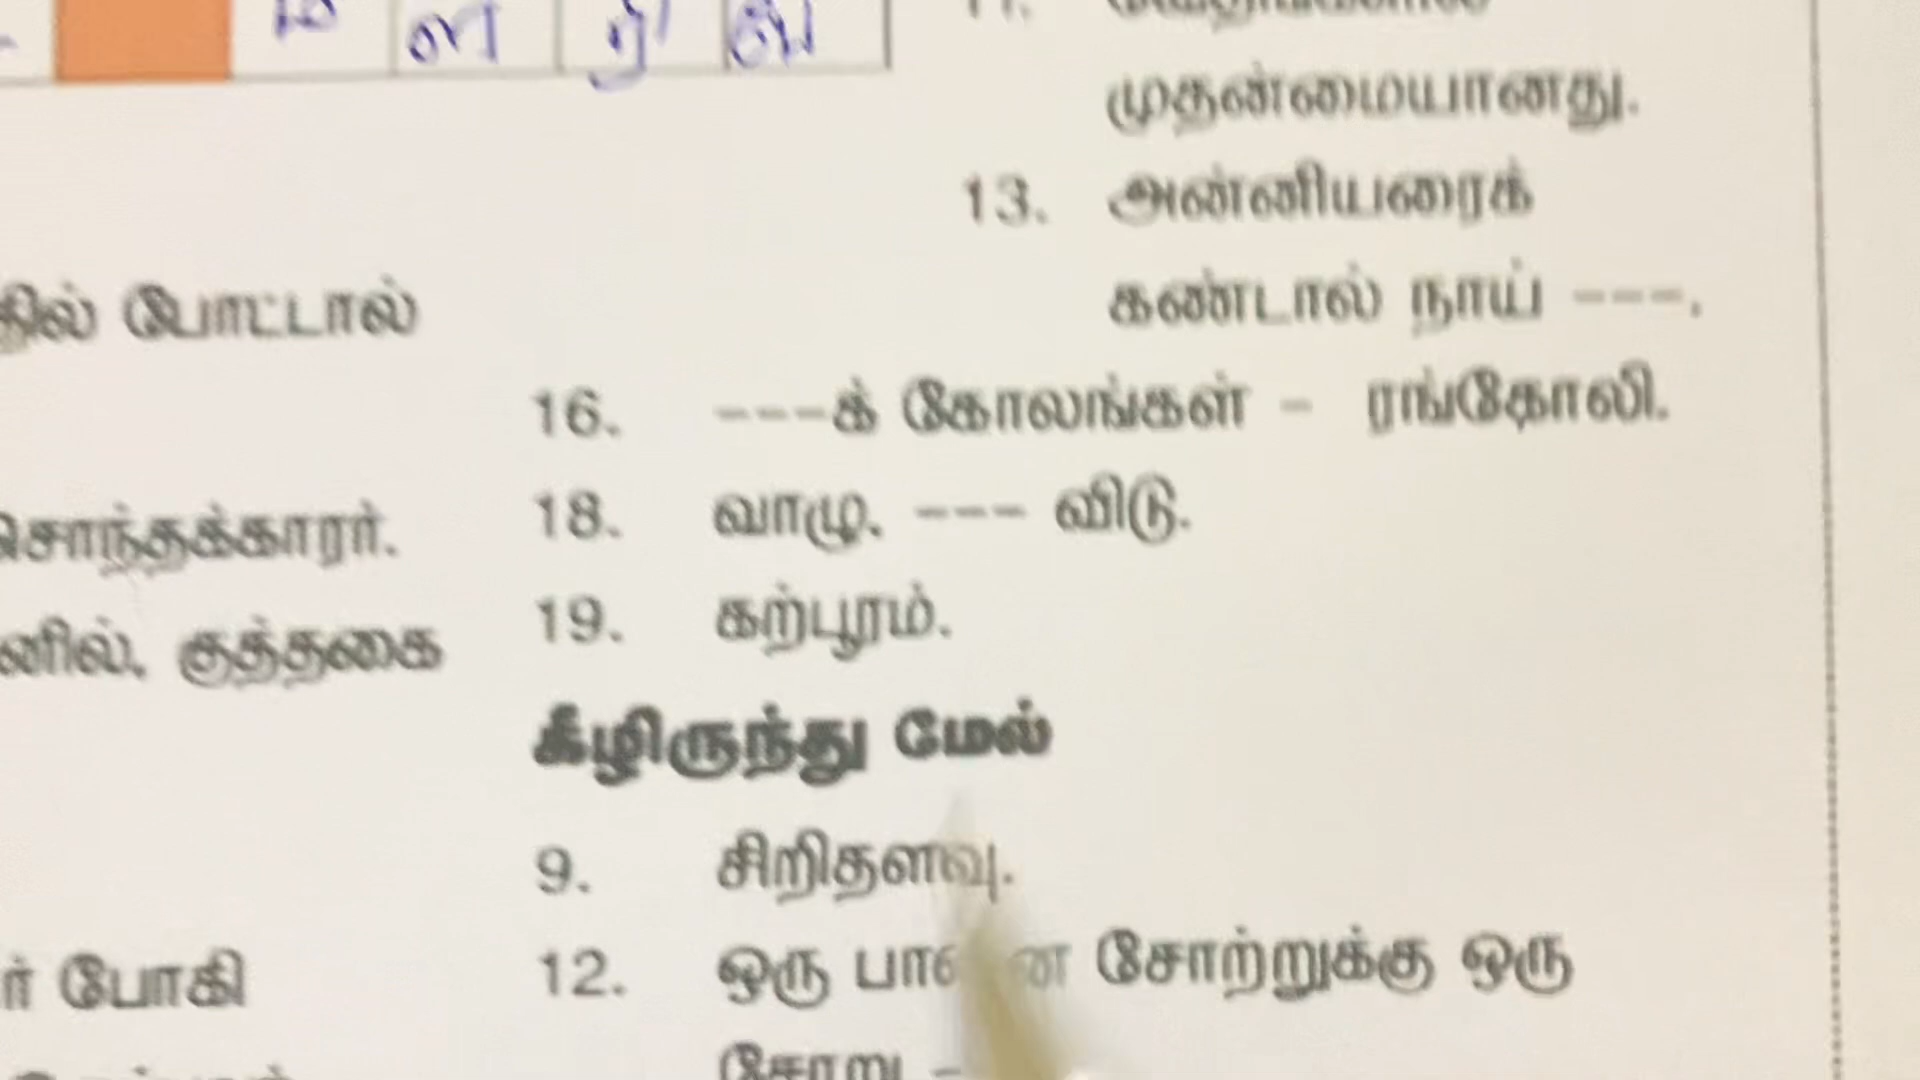 ள ர்
முதன்மையானது.
13. அன்னியரைக்
கண்டால் நாய் ---.
தில் போட்டால்
16. ---க் கோலங்கள் - ரங்கோலி.
18. வாழு, --- விடு.
சொந்தக்காரர்.
19. கற்பூரம்.
னில், குத்தகை
கீழிருந்து மேல்
9. சிறிதளவு.
12. ஒரு பானை சோற்றுக்கு ஒரு
ர் போகி
சோறு -